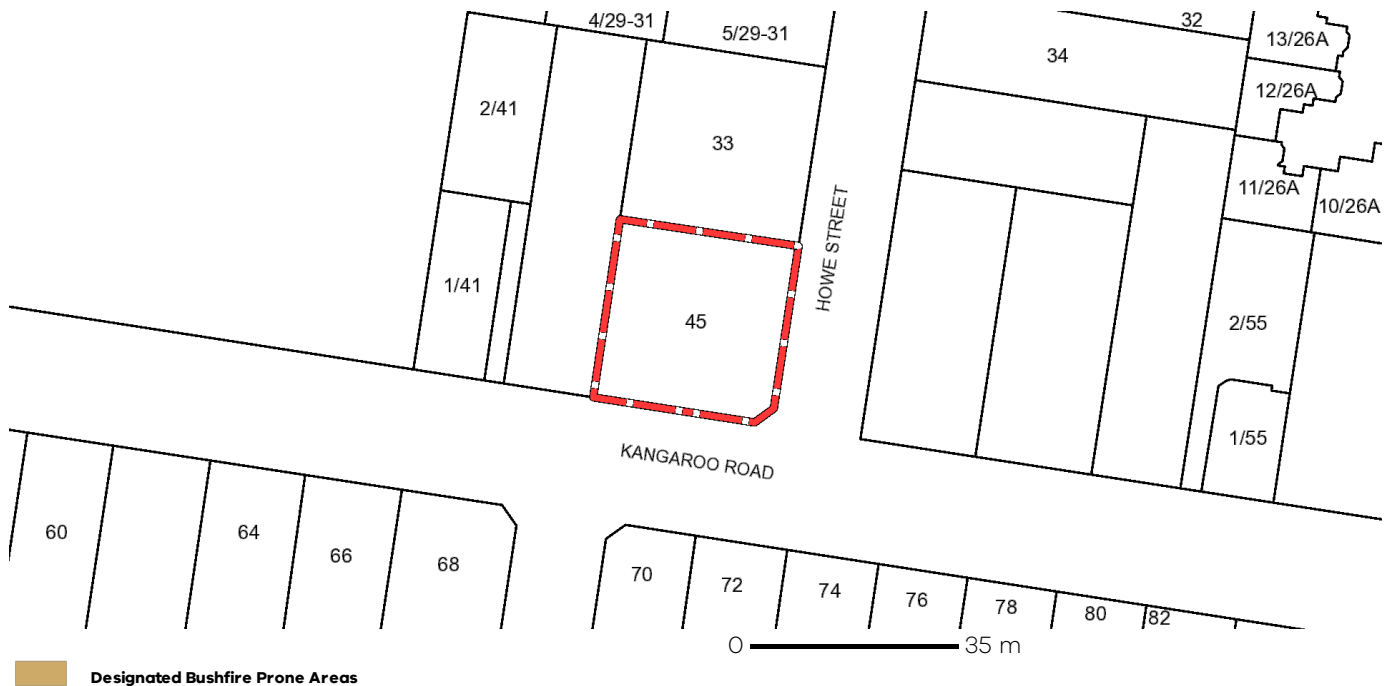 4/29-31
5/29-31
32
13/26A
34
12/26A
2/41
33
11/26A
10/26A
HOWE STREET
1/41
45
2/55
1/55
KANGAROO ROAD
60
64
66
68
70
72
74
76
78
80
82
0 35 m
Designated Bushfire Prone Areas